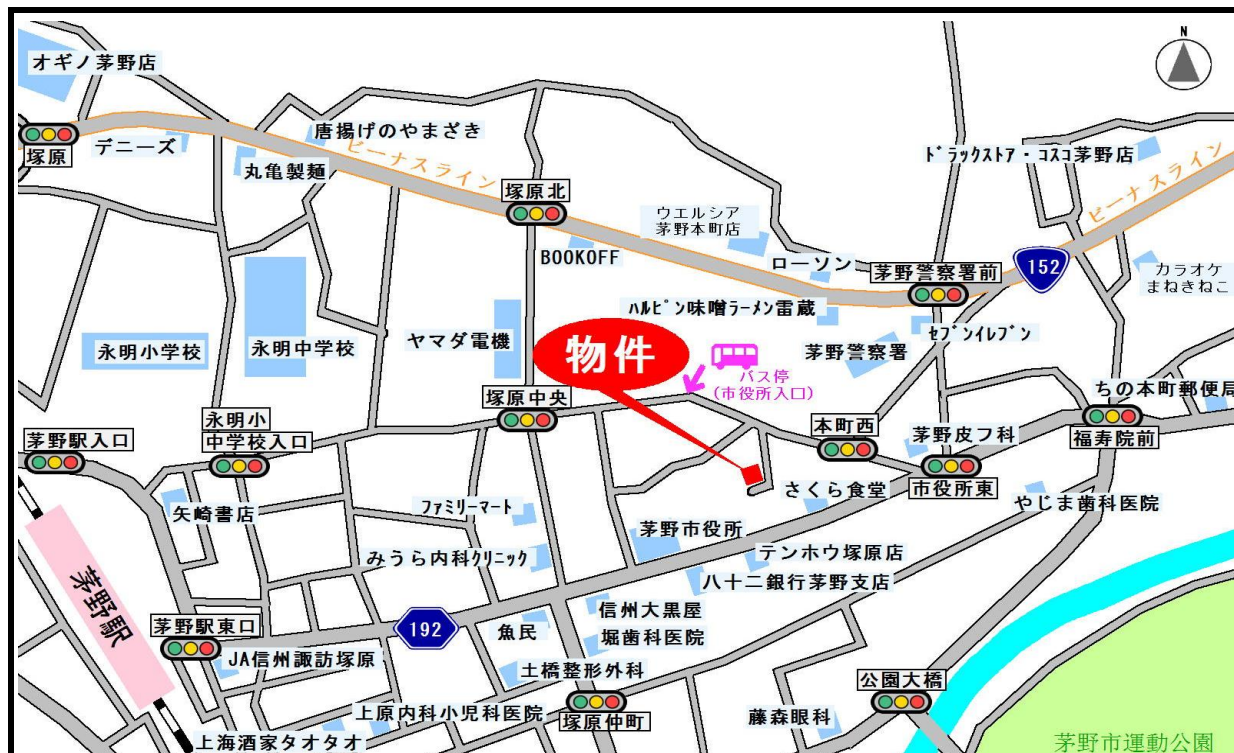 N
オギノ茅野店
唐揚げのやまざき
デニーズ
塚原
丸亀製麺
ビーナスライン
ドラックストア・コスコ茅野店
ビーナスライン
塚原北
ウエルシア
茅野本町店
BOOKOFF
ローソン
茅野警察署前
152
カラオケ
まねきねこ
ハルピン味噌ラーメン雷蔵
セブンイレブン
永明小学校
永明中学校
ヤマダ電機
物件
茅野警察署
バス停
(市役所入口)
ちの本町郵便局
塚原中央
永明小
中学校入口
本町西
茅野皮フ科
福寿院前
茅野駅入口
市役所東
さくら食堂
やじま歯科医院
矢崎書店
ファミリーマート
茅野市役所
みうら内科クリニック
テンホウ塚原店
八十二銀行茅野支店
茅野駅
信州大黒屋
茅野駅東口
192
魚民
堀歯科医院
JA信州諏訪塚原
土橋整形外科
公園大橋
上原内科小児科医院
塚原仲町
藤森眼科
上海酒家タオタオ
茅野市運動公園